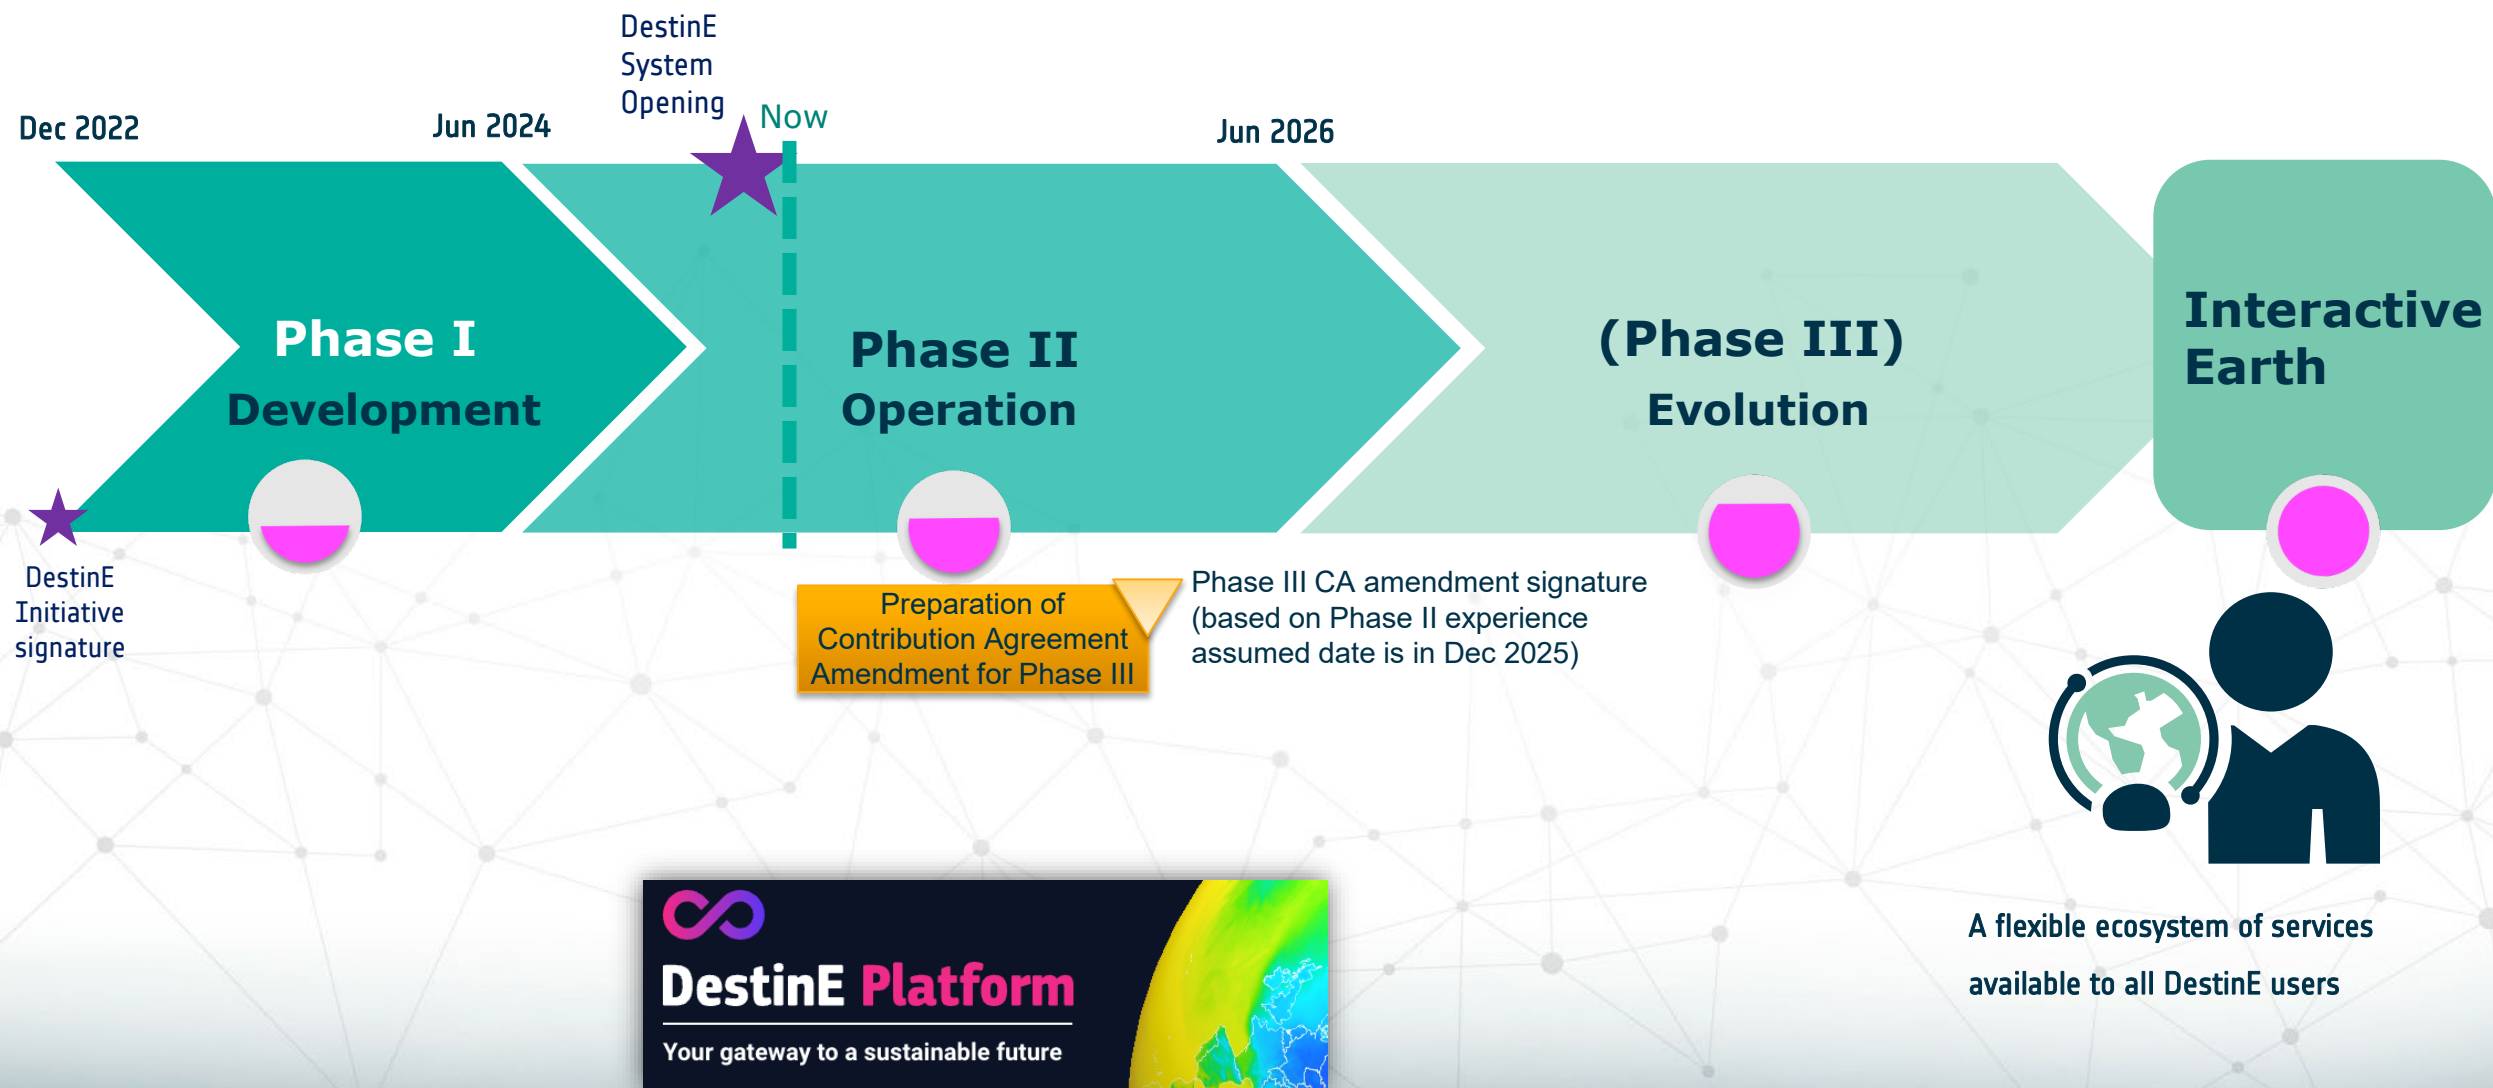 DestinE
System
Opening
Now
Dec 2022
Jun 2024
Jun 2026
Phase I
Development
Phase II
Operation
(Phase III)
Evolution
Interactive
Earth
DestinE
Initiative
signature
Preparation of
Contribution Agreement
Amendment for Phase III
Phase III CA amendment signature
(based on Phase II experience
assumed date is in Dec 2025)
A flexible ecosystem of services
available to all DestinE users
DestinE Platform
Your gateway to a sustainable future